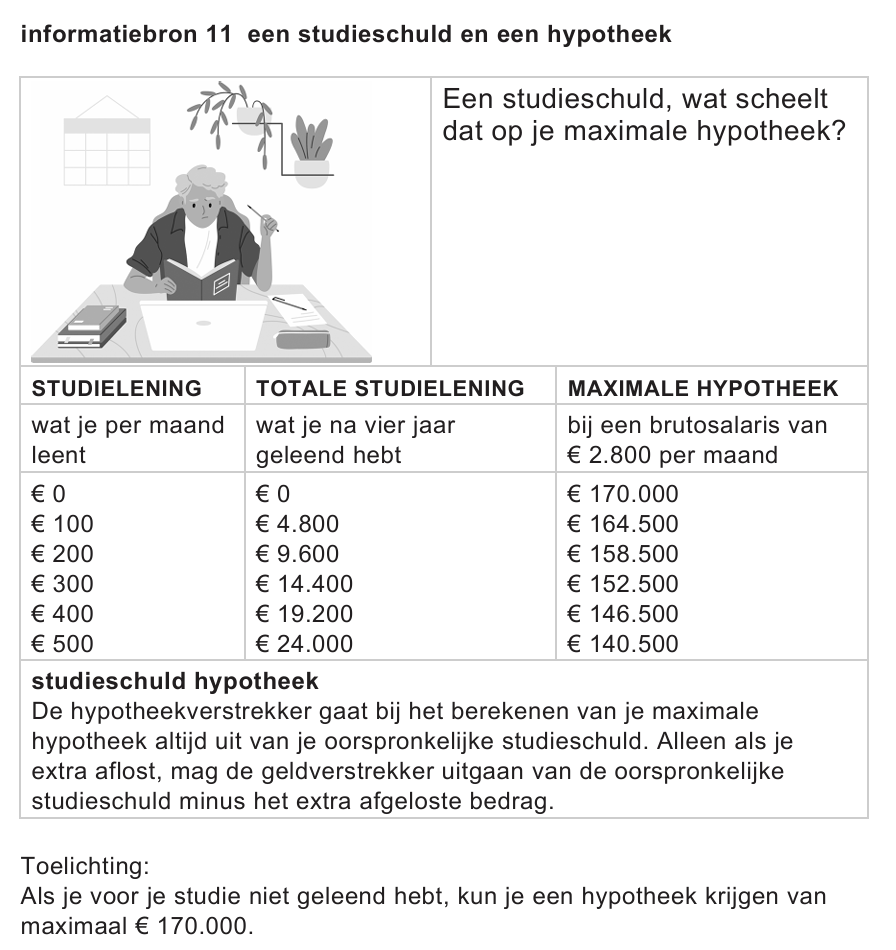 informatiebron 11  een studieschuld en een hypotheek
Een studieschuld, wat scheelt
dat op je maximale hypotheek?
STUDIELENING TOTALE STUDIELENING MAXIMALE HYPOTHEEK
wat je per maand wat je na vier jaar bij een brutosalaris van
leent geleend hebt € 2.800 per maand
€ 0 € 0 € 170.000
€ 100 € 4.800 € 164.500
€ 200 € 9.600 € 158.500
€ 300 € 14.400 € 152.500
€ 400 € 19.200 € 146.500
€ 500 € 24.000 € 140.500
studieschuld hypotheek
De hypotheekverstrekker gaat bij het berekenen van je maximale
hypotheek altijd uit van je oorspronkelijke studieschuld. Alleen als je
extra aflost, mag de geldverstrekker uitgaan van de oorspronkelijke
studieschuld minus het extra afgeloste bedrag.
Toelichting:
Als je voor je studie niet geleend hebt, kun je een hypotheek krijgen van
maximaal € 170.000.